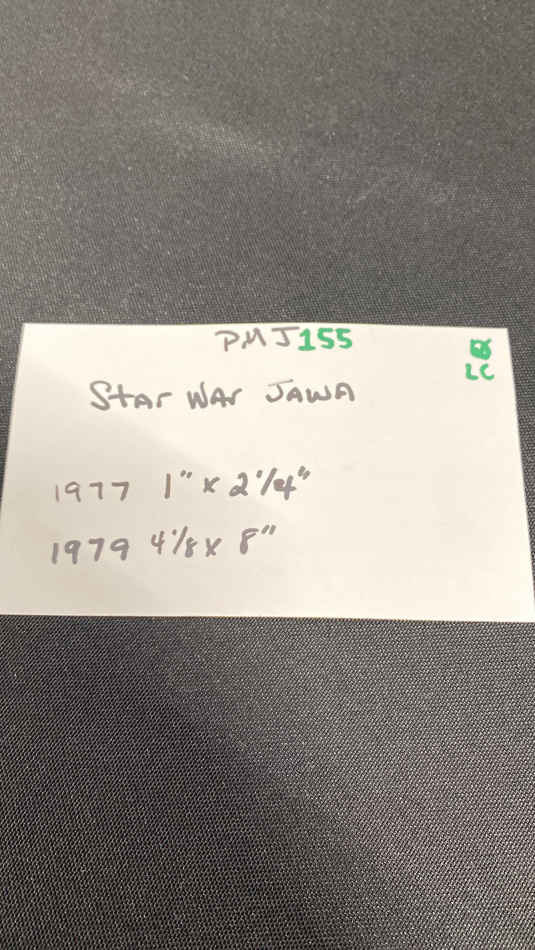 PMJ155
LC
Star War Jawa
1977 1" x 2 1/4"
1979 4 1/8 x 8"